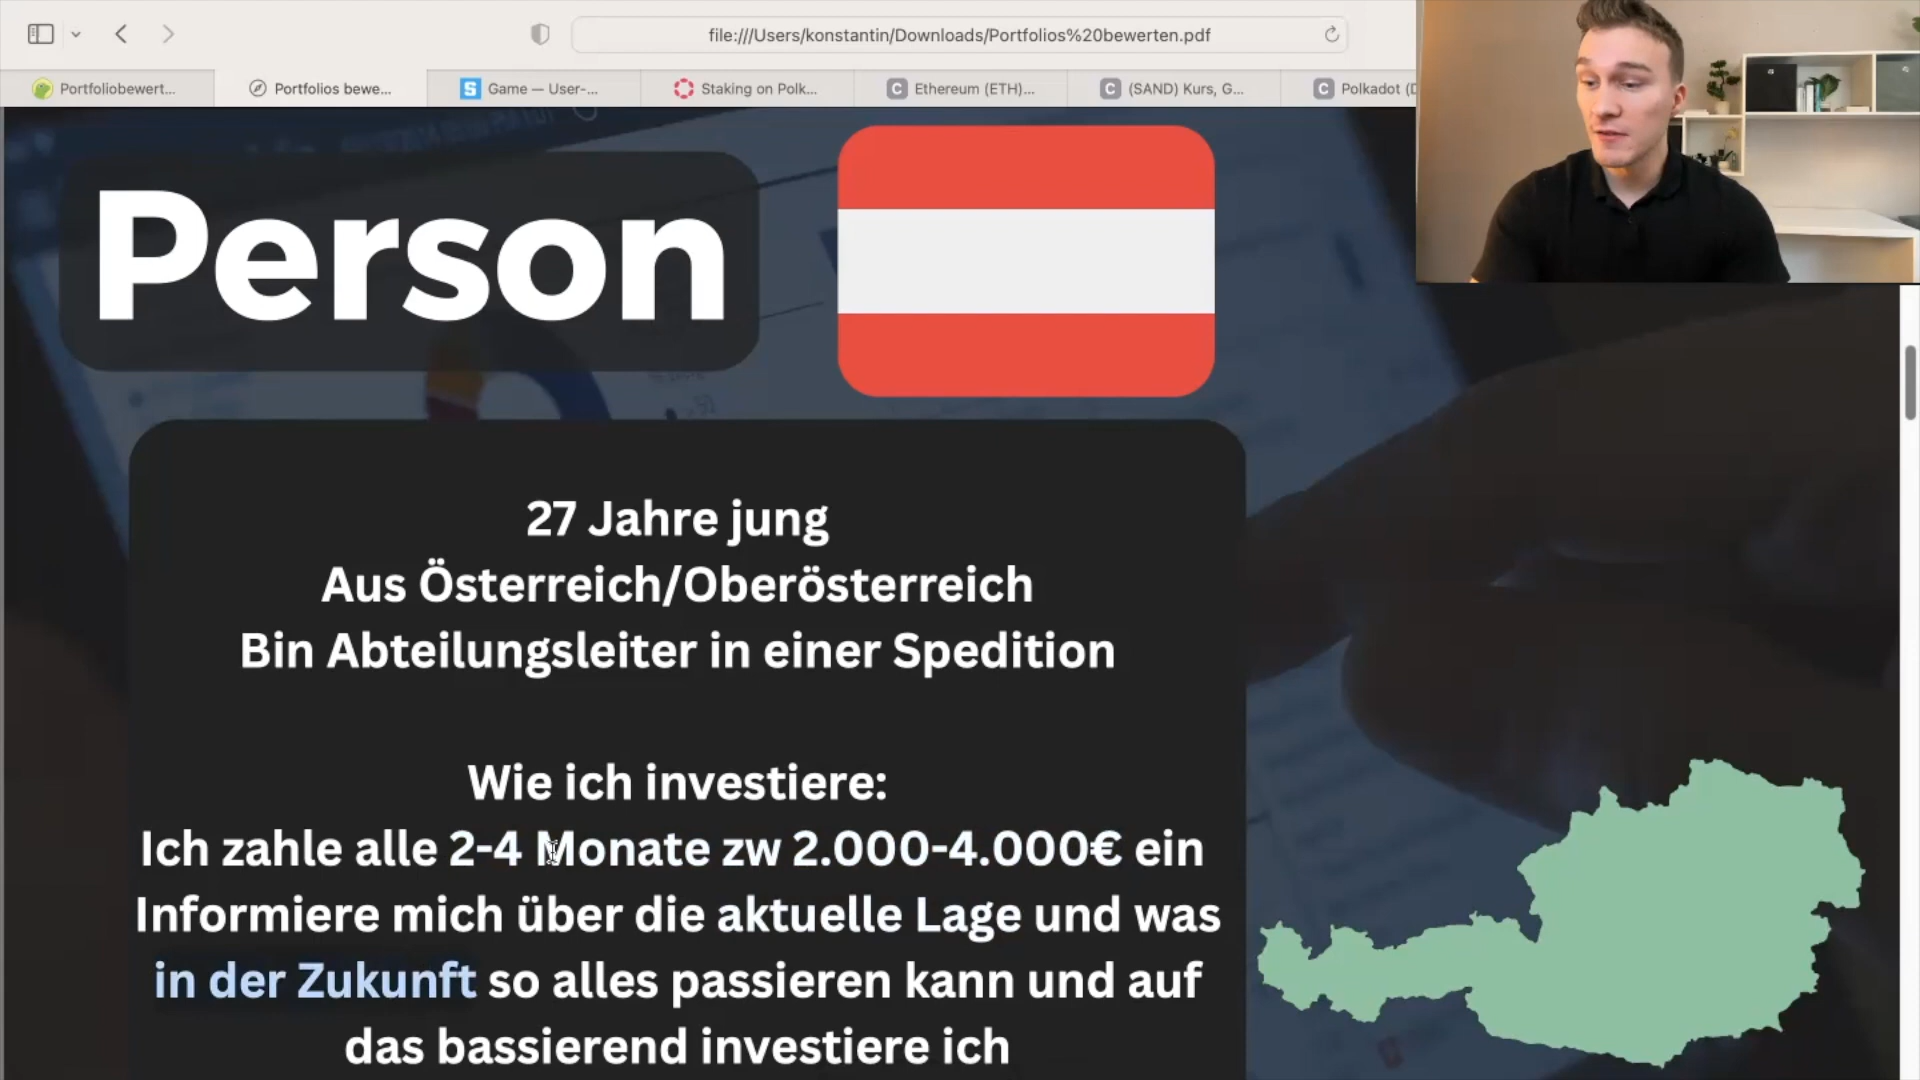 file:///Users/konstantin/Downloads/Portfolios%20bewerten.pdf
Portfoliobewert...
Portfolios bewe...
S Game — User-...
Staking on Polk...
C Ethereum (ETH)...
C (SAND) Kurs, G...
C Polkadot (D
Person
27 Jahre jung
Aus Österreich/Oberösterreich
Bin Abteilungsleiter in einer Spedition
Wie ich investiere:
Ich zahle alle 2-4 Monate zw 2.000-4.000€ ein
Informiere mich über die aktuelle Lage und was
in der Zukunft so alles passieren kann und auf
das bassierend investiere ich